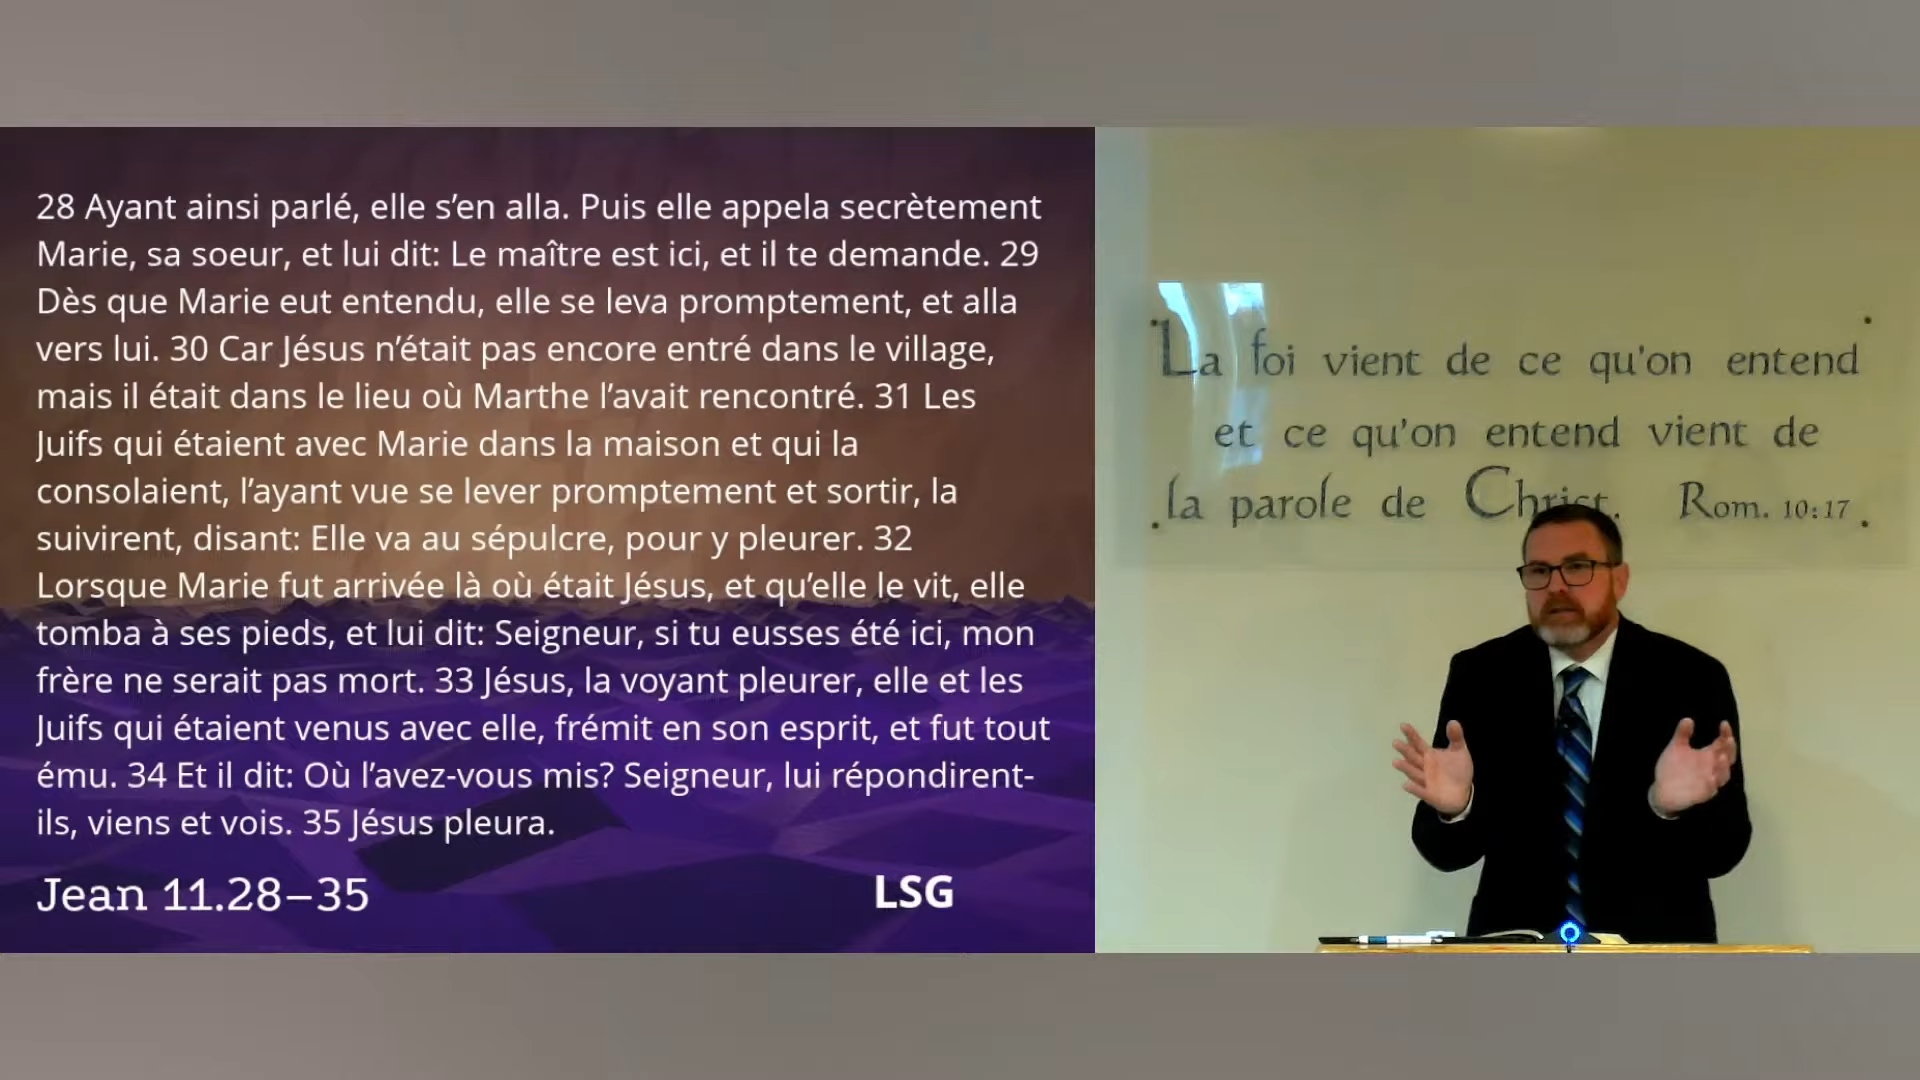 28 Ayant ainsi parlé, elle s’en alla. Puis elle appela secrètement
Marie, sa soeur, et lui dit: Le maître est ici, et il te demande. 29
Dès que Marie eut entendu, elle se leva promptement, et alla
vers lui. 30 Car Jésus n’était pas encore entré dans le village,
mais il était dans le lieu où Marthe l’avait rencontré. 31 Les
Juifs qui étaient avec Marie dans la maison et qui la
consolaient, l’ayant vue se lever promptement et sortir, la
suivirent, disant: Elle va au sépulcre, pour y pleurer. 32
Lorsque Marie fut arrivée là où était Jésus, et qu’elle le vit, elle
tomba à ses pieds, et lui dit: Seigneur, si tu eusses été ici, mon
frère ne serait pas mort. 33 Jésus, la voyant pleurer, elle et les
Juifs qui étaient venus avec elle, frémit en son esprit, et fut tout
ému. 34 Et il dit: Où l’avez-vous mis? Seigneur, lui répondirent-
ils, viens et vois. 35 Jésus pleura.
Jean 11.28–35
LSG
La foi vient de ce qu'on entend
et ce qu'on entend vient de
la parole de Christ. Rom. 10:17